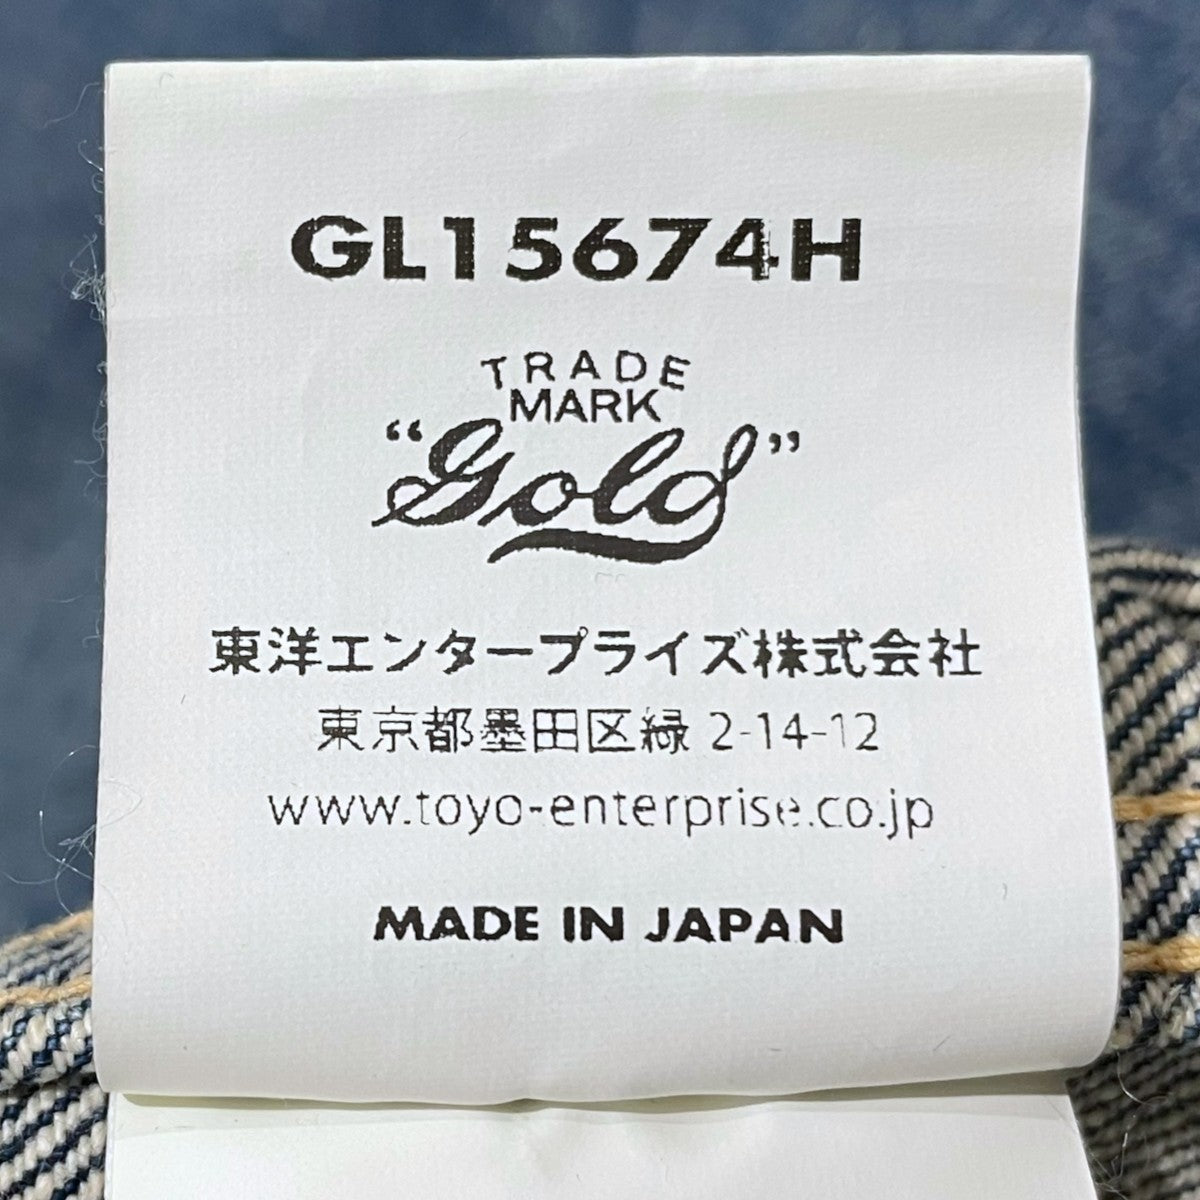 GL15674H
TRADE
MARK
“Gold”
東洋エンタープライズ株式会社
東京都墨田区緑 2-14-12
www.toyo-enterprise.co.jp
MADE IN JAPAN